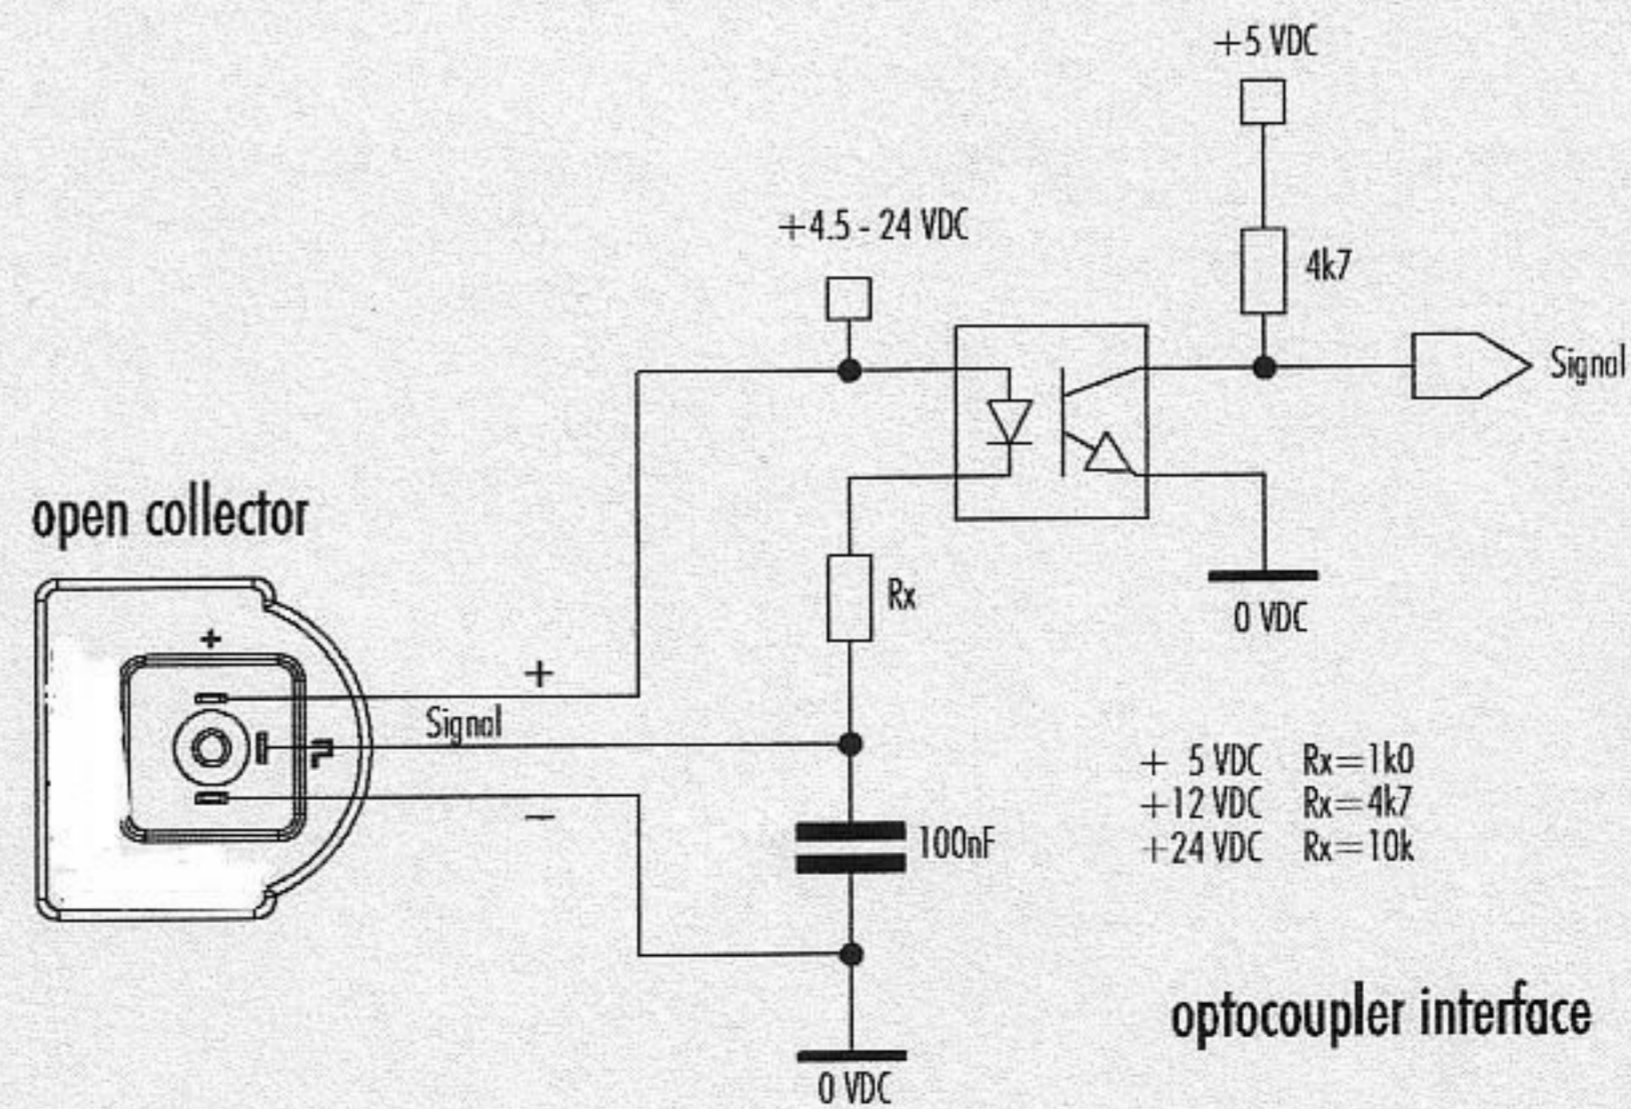 +5 VDC
+4.5 - 24 VDC
4k7
Signal
open collector
Rx
0 VDC
+
+
Signal
+ 5 VDC Rx=1k0
+12 VDC Rx=4k7
+24 VDC Rx=10k
−
100nF
optocoupler interface
0 VDC